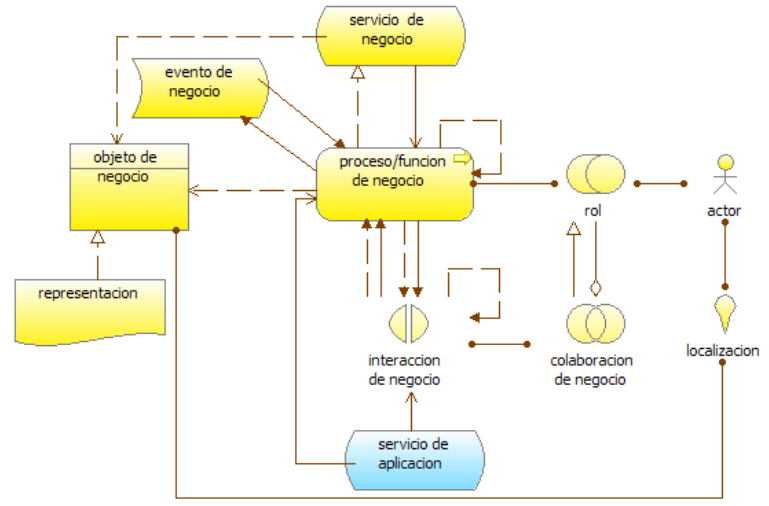 servicio de
negocio
evento de
negocio
objeto de
negocio
proceso/funcion
de negocio
rol
actor
representacion
interaccion
de negocio
colaboracion
de negocio
localizacion
servicio de
aplicacion